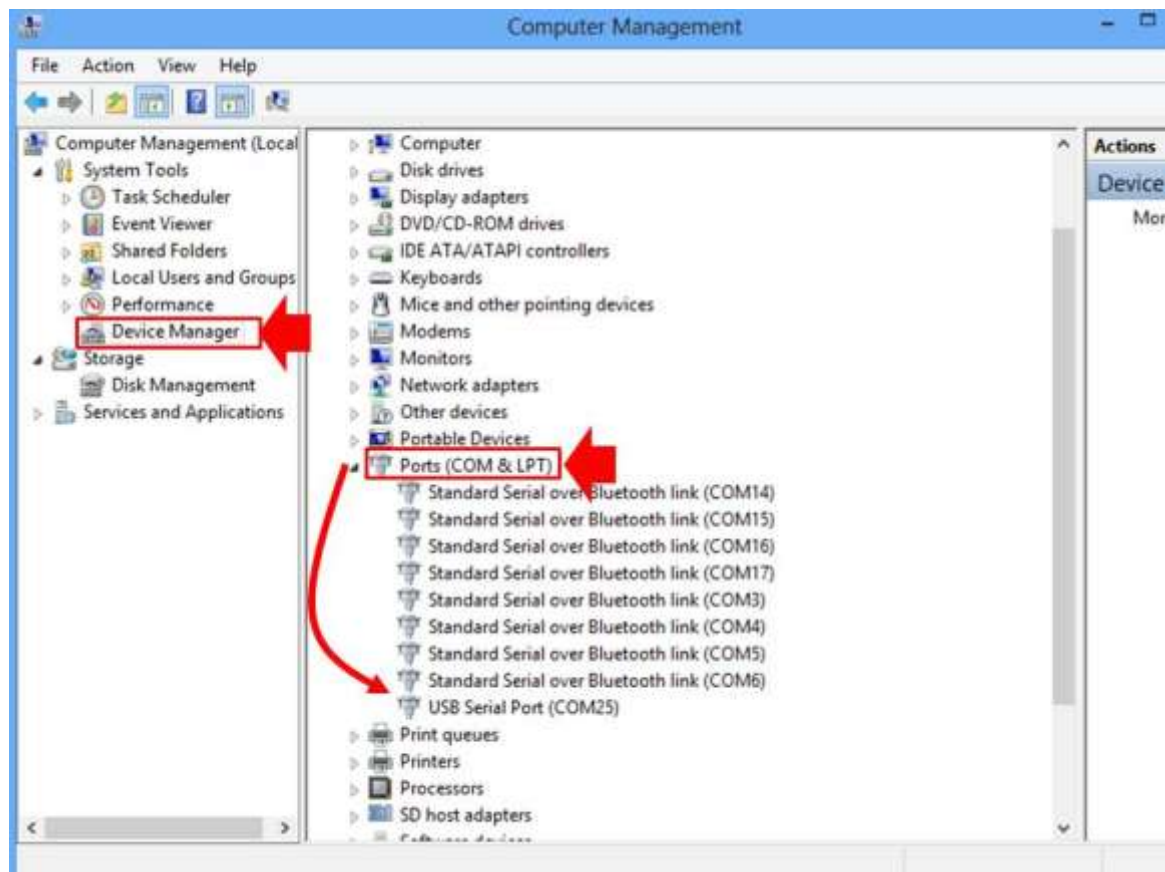 Computer Management
File Action View Help
Computer Management (Local
System Tools
Task Scheduler
Event Viewer
Shared Folders
Local Users and Groups
Performance
Device Manager
Storage
Disk Management
Services and Applications
Computer
Disk drives
Display adapters
DVD/CD-ROM drives
IDE ATA/ATAPI controllers
Keyboards
Mice and other pointing devices
Modems
Monitors
Network adapters
Other devices
Portable Devices
Ports (COM & LPT)
Standard Serial over Bluetooth link (COM14)
Standard Serial over Bluetooth link (COM15)
Standard Serial over Bluetooth link (COM16)
Standard Serial over Bluetooth link (COM17)
Standard Serial over Bluetooth link (COM3)
Standard Serial over Bluetooth link (COM4)
Standard Serial over Bluetooth link (COM5)
Standard Serial over Bluetooth link (COM6)
USB Serial Port (COM25)
Print queues
Printers
Processors
SD host adapters
Actions
Device
Mor